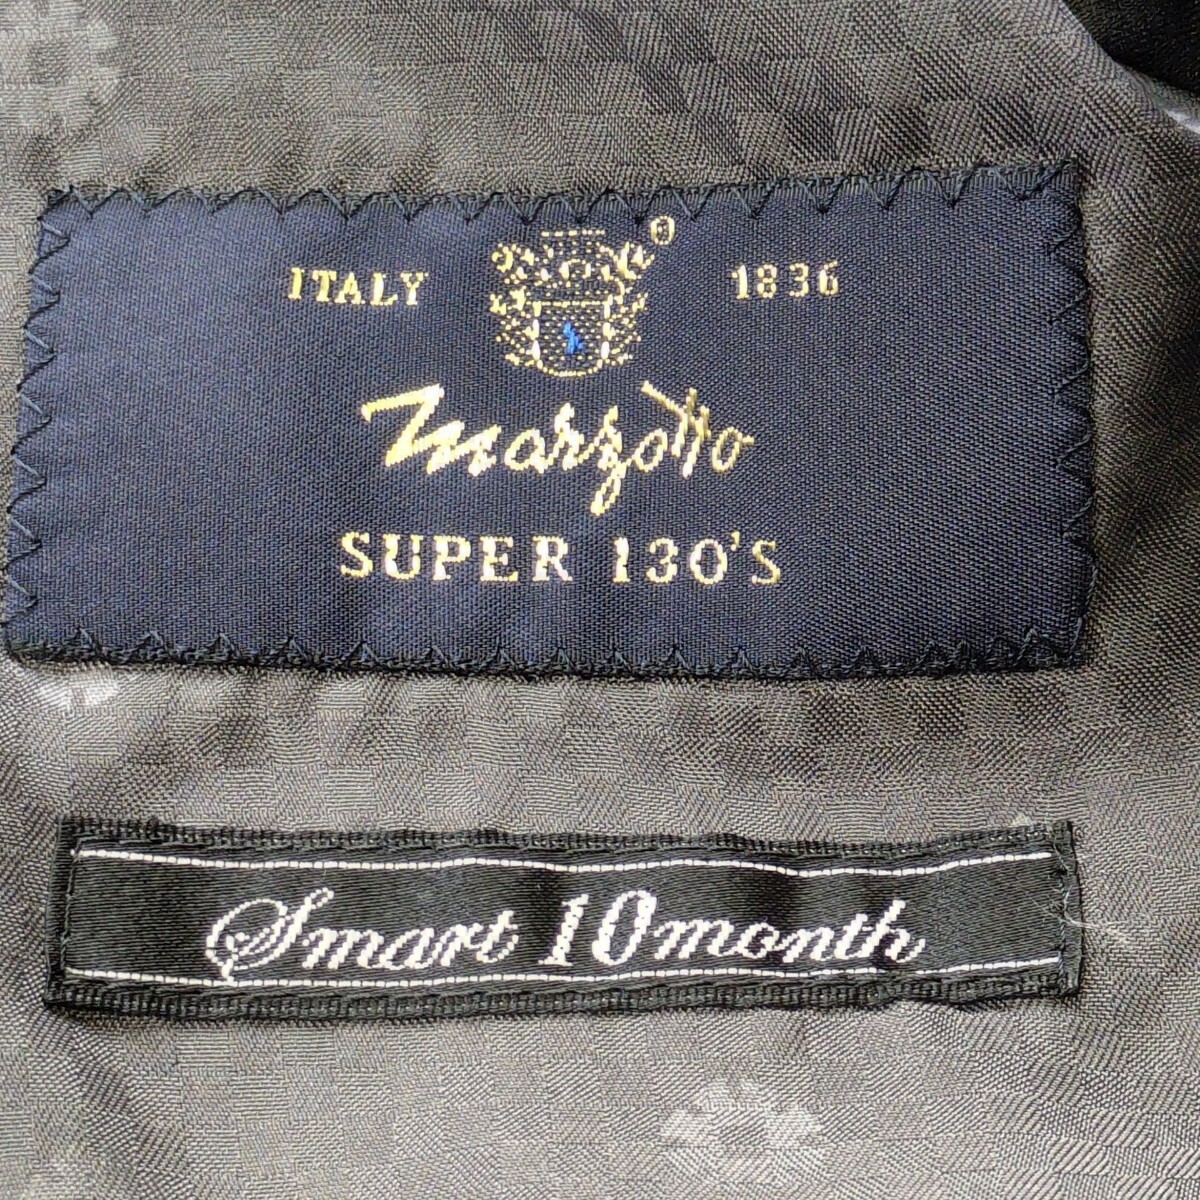 ITALY 1836
Marzotto
SUPER 130'S
Smart 10month